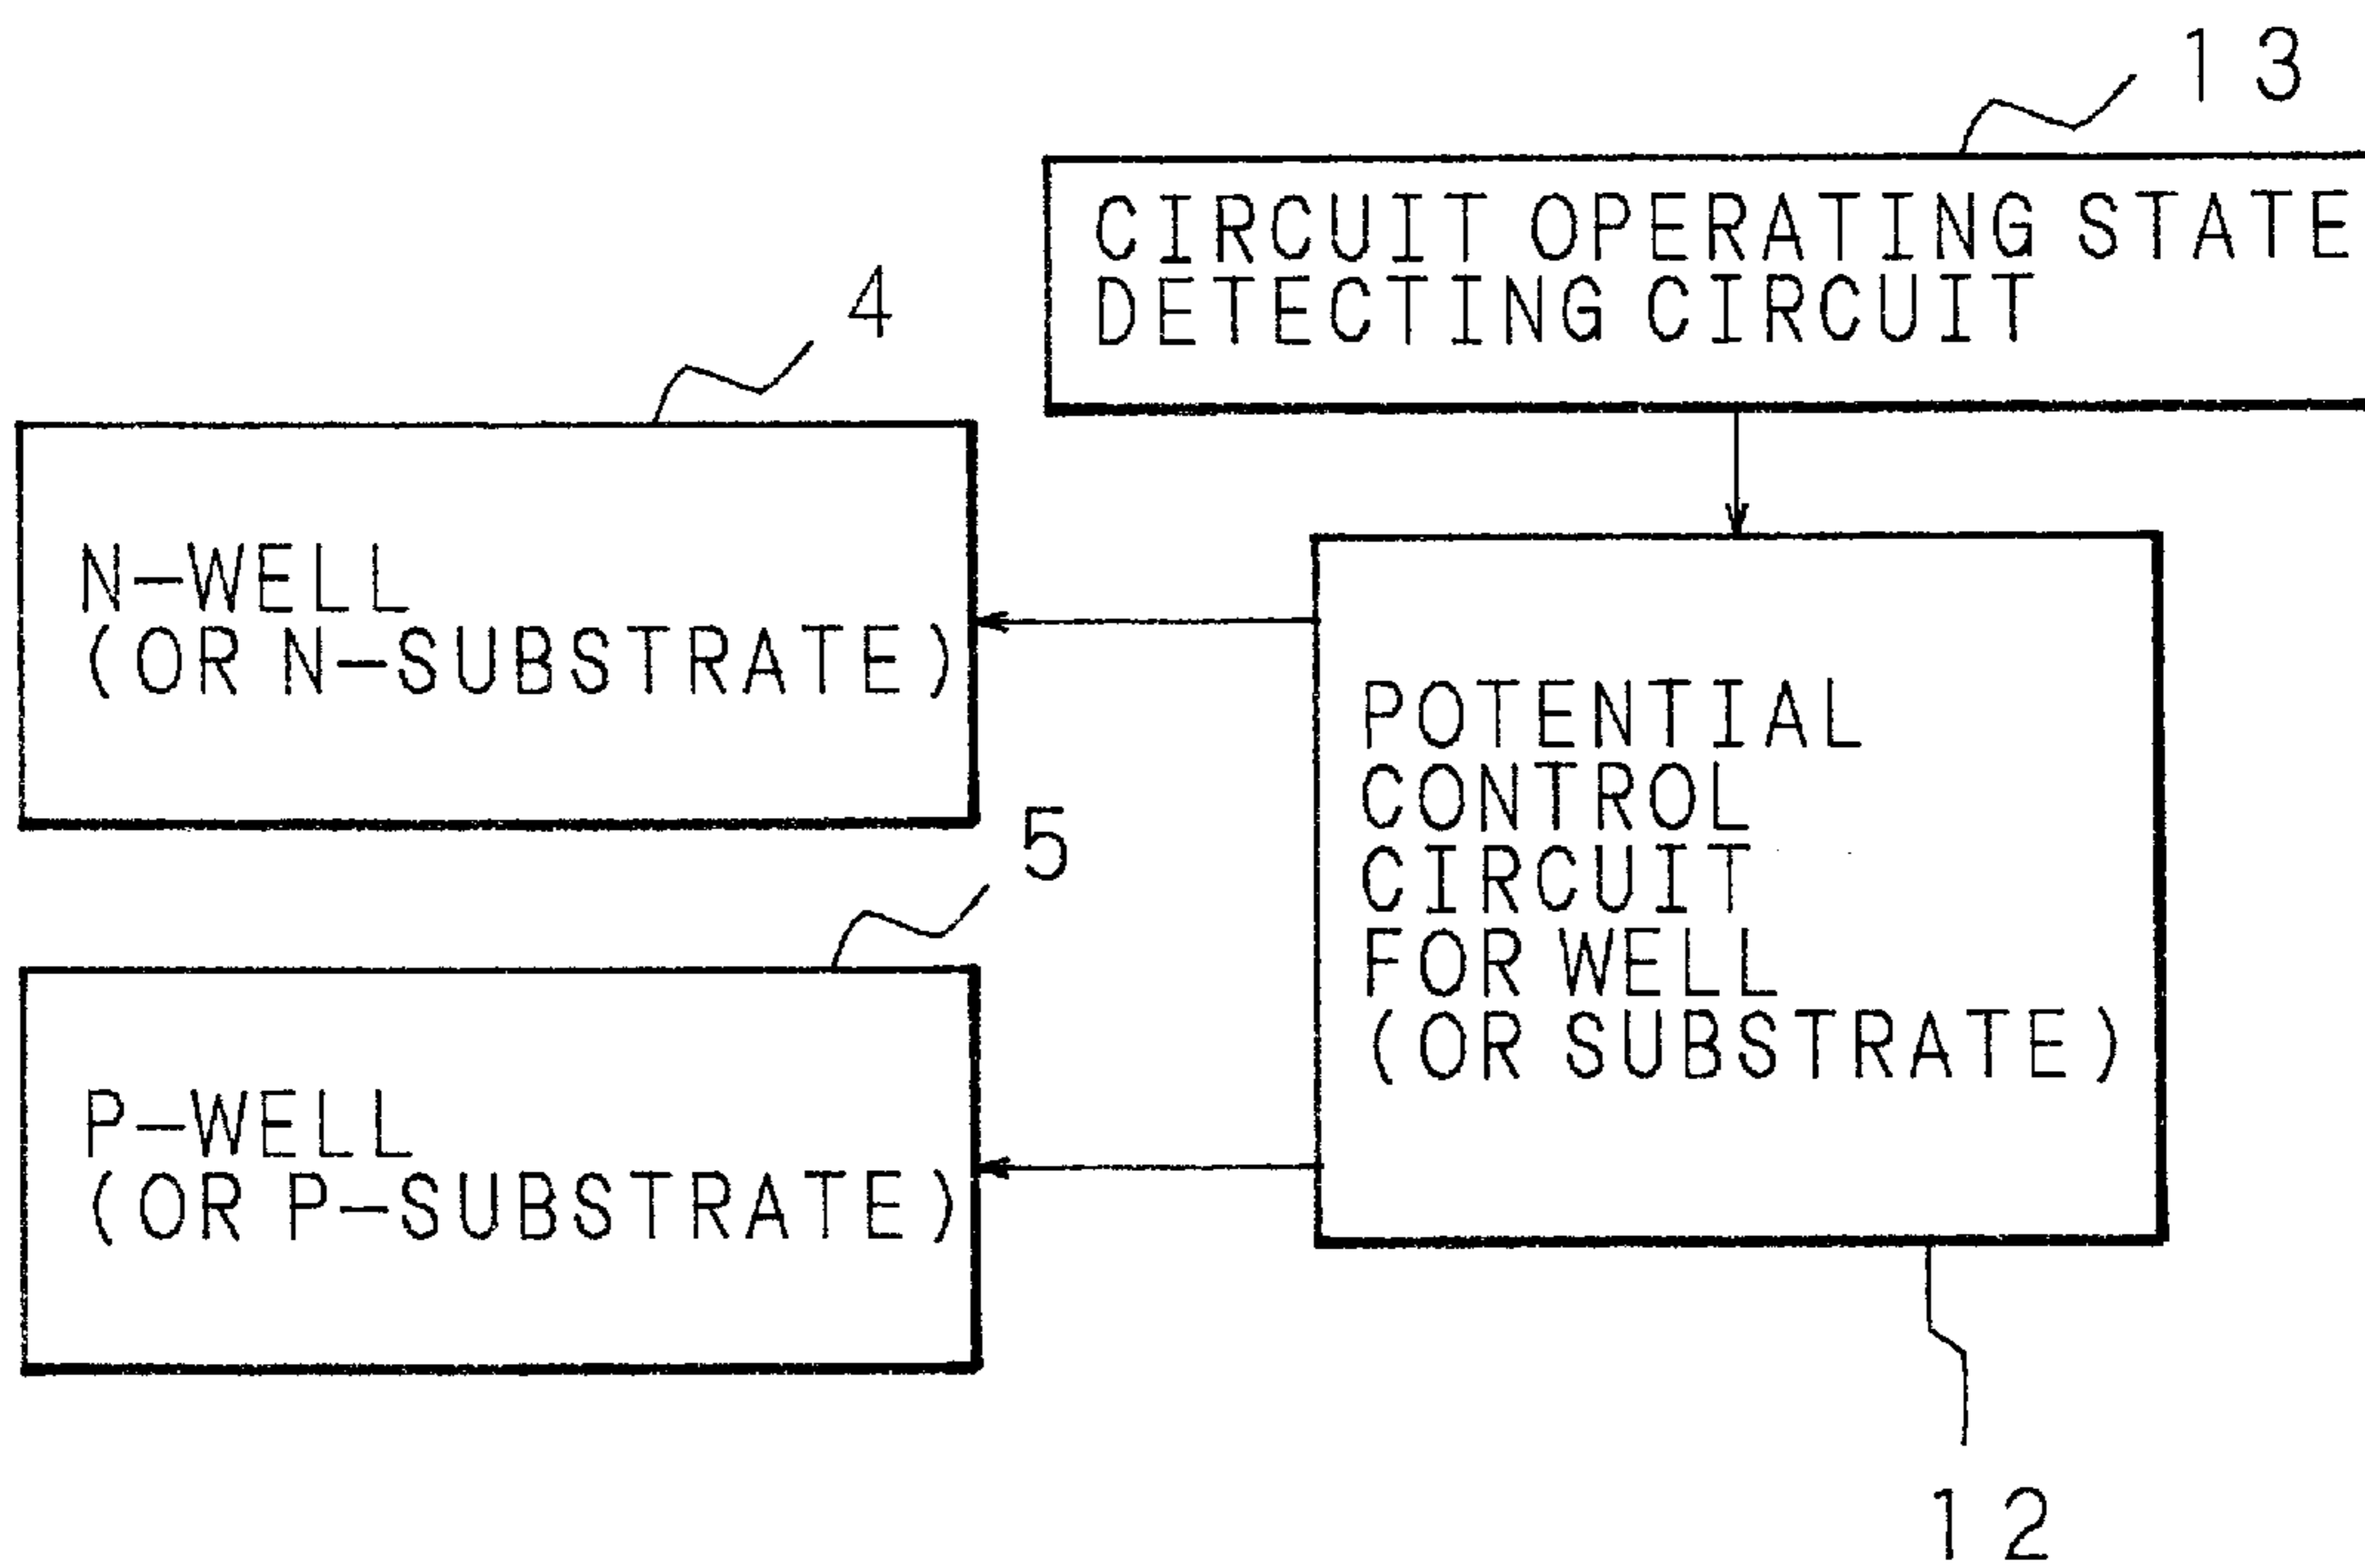 13
CIRCUIT OPERATING STATE
DETECTING CIRCUIT
4
N-WELL
(OR N-SUBSTRATE)
POTENTIAL
CONTROL
CIRCUIT
FOR WELL
(OR SUBSTRATE)
5
P-WELL
(OR P-SUBSTRATE)
12